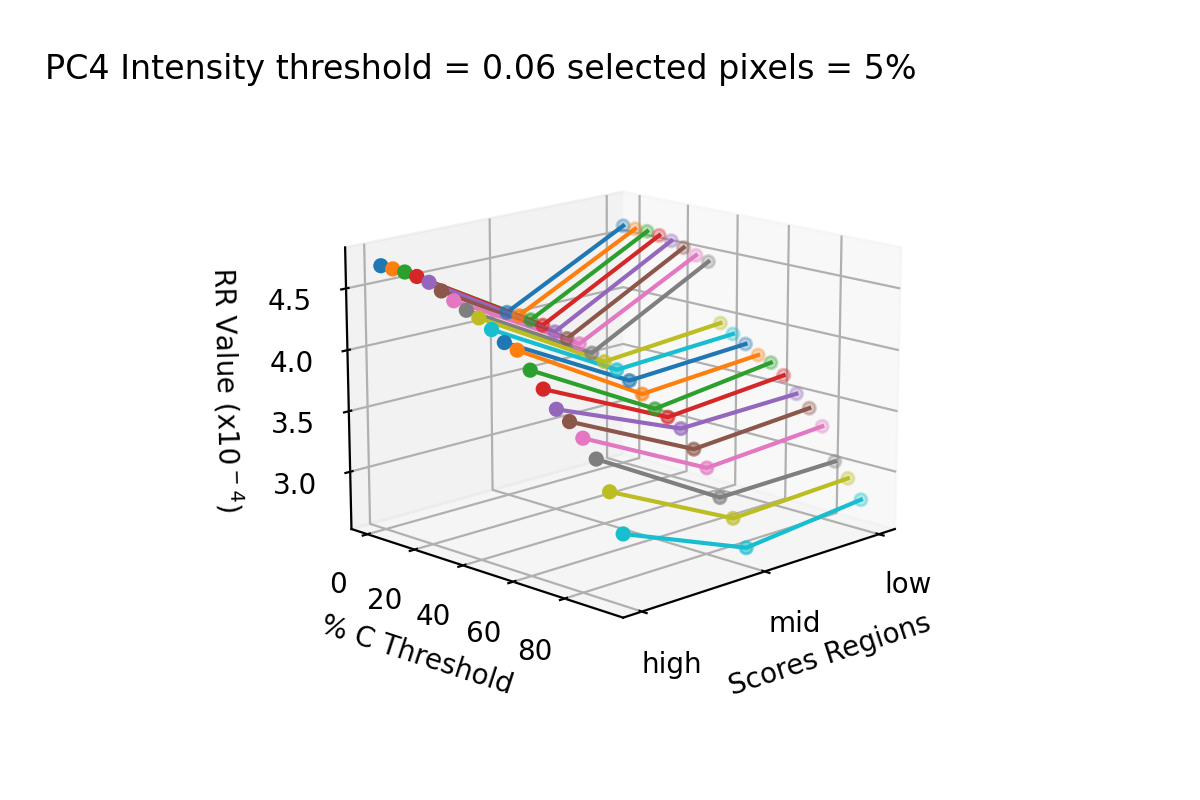 PC4 Intensity threshold = 0.06 selected pixels = 5%
RR Value (x10⁻⁴)
4.5
4.0
3.5
3.0
0
20
40
60
80
% C Threshold
high
mid
low
Scores Regions